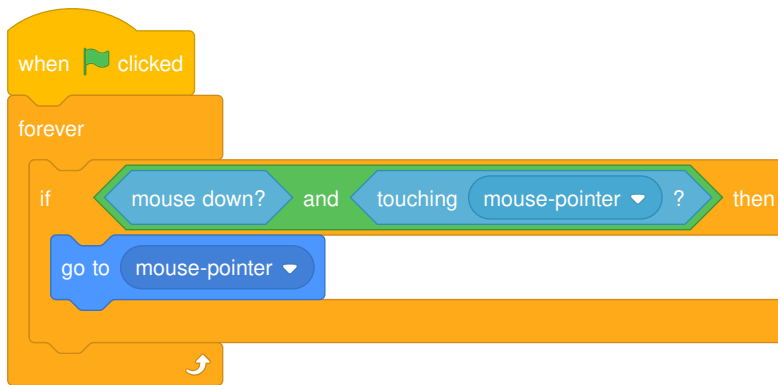 when clicked
forever
if mouse down? and touching mouse-pointer ? then
go to mouse-pointer